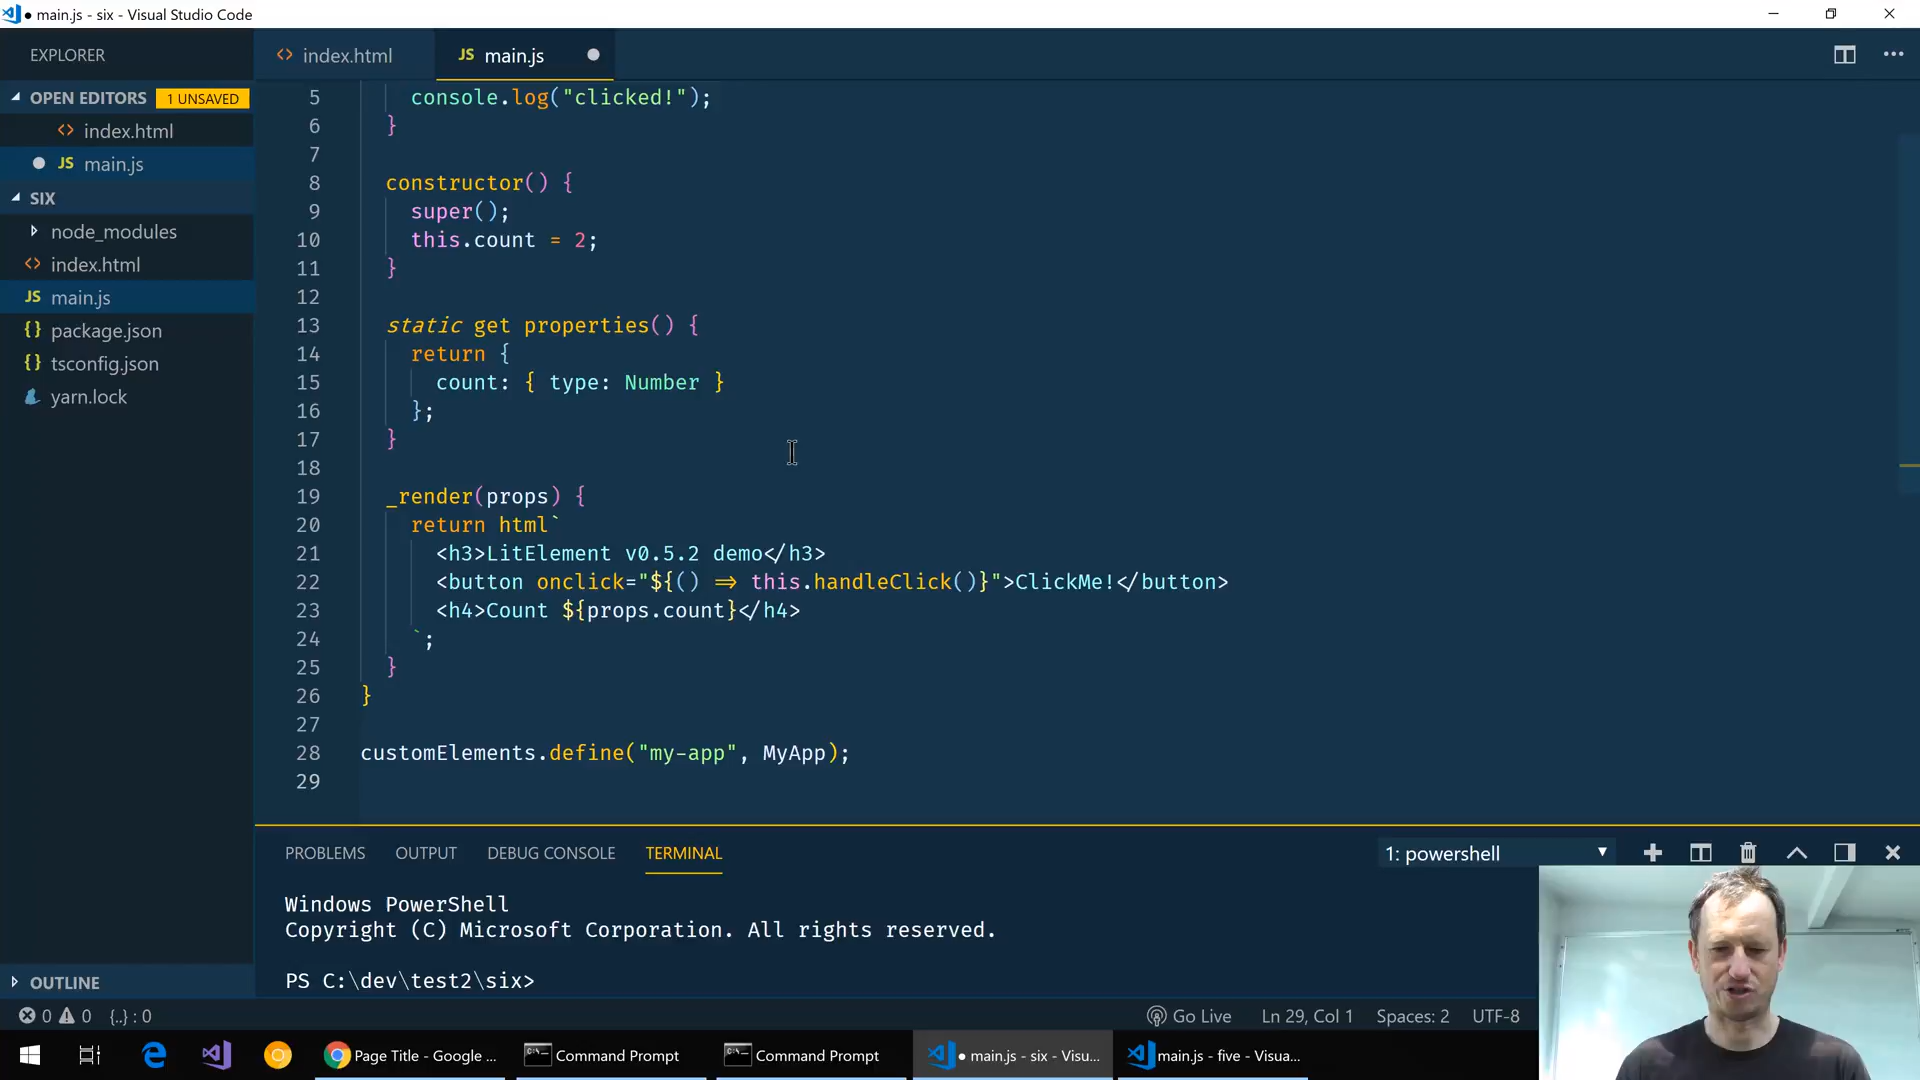 main.js - six - Visual Studio Code
EXPLORER
index.html
JS main.js
OPEN EDITORS 1 UNSAVED
index.html
JS main.js
SIX
node_modules
index.html
JS main.js
package.json
tsconfig.json
yarn.lock
OUTLINE
5 console.log("clicked!");
6 }
7
8 constructor() {
9 super();
10 this.count = 2;
11 }
12
13 static get properties() {
14 return {
15 count: { type: Number }
16 };
17 }
18
19 _render(props) {
20 return html`
21 <h3>LitElement v0.5.2 demo</h3>
22 <button onclick="${() => this.handleClick()}">ClickMe!</button>
23 <h4>Count ${props.count}</h4>
24 `;
25 }
26 }
27
28 customElements.define("my-app", MyApp);
29
PROBLEMS OUTPUT DEBUG CONSOLE TERMINAL 1: powershell
Windows PowerShell
Copyright (C) Microsoft Corporation. All rights reserved.
PS C:\dev\test2\six>
0 0 {..} : 0 Go Live Ln 29, Col 1 Spaces: 2 UTF-8
Page Title - Google ... Command Prompt Command Prompt main.js - six - Visu... main.js - five - Visua...